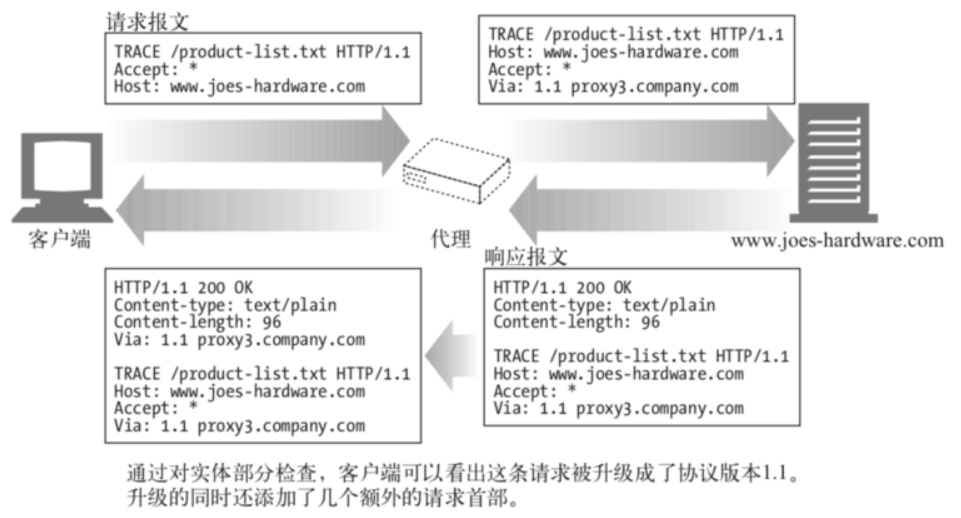 请求报文
TRACE /product-list.txt HTTP/1.1
Accept: *
Host: www.joes-hardware.com
TRACE /product-list.txt HTTP/1.1
Host: www.joes-hardware.com
Accept: *
Via: 1.1 proxy3.company.com
客户端
代理
www.joes-hardware.com
响应报文
HTTP/1.1 200 OK
Content-type: text/plain
Content-length: 96
Via: 1.1 proxy3.company.com
TRACE /product-list.txt HTTP/1.1
Host: www.joes-hardware.com
Accept: *
Via: 1.1 proxy3.company.com
HTTP/1.1 200 OK
Content-type: text/plain
Content-length: 96
TRACE /product-list.txt HTTP/1.1
Host: www.joes-hardware.com
Accept: *
Via: 1.1 proxy3.company.com
通过对实体部分检查，客户端可以看出这条请求被升级成了协议版本1.1。
升级的同时还添加了几个额外的请求首部。